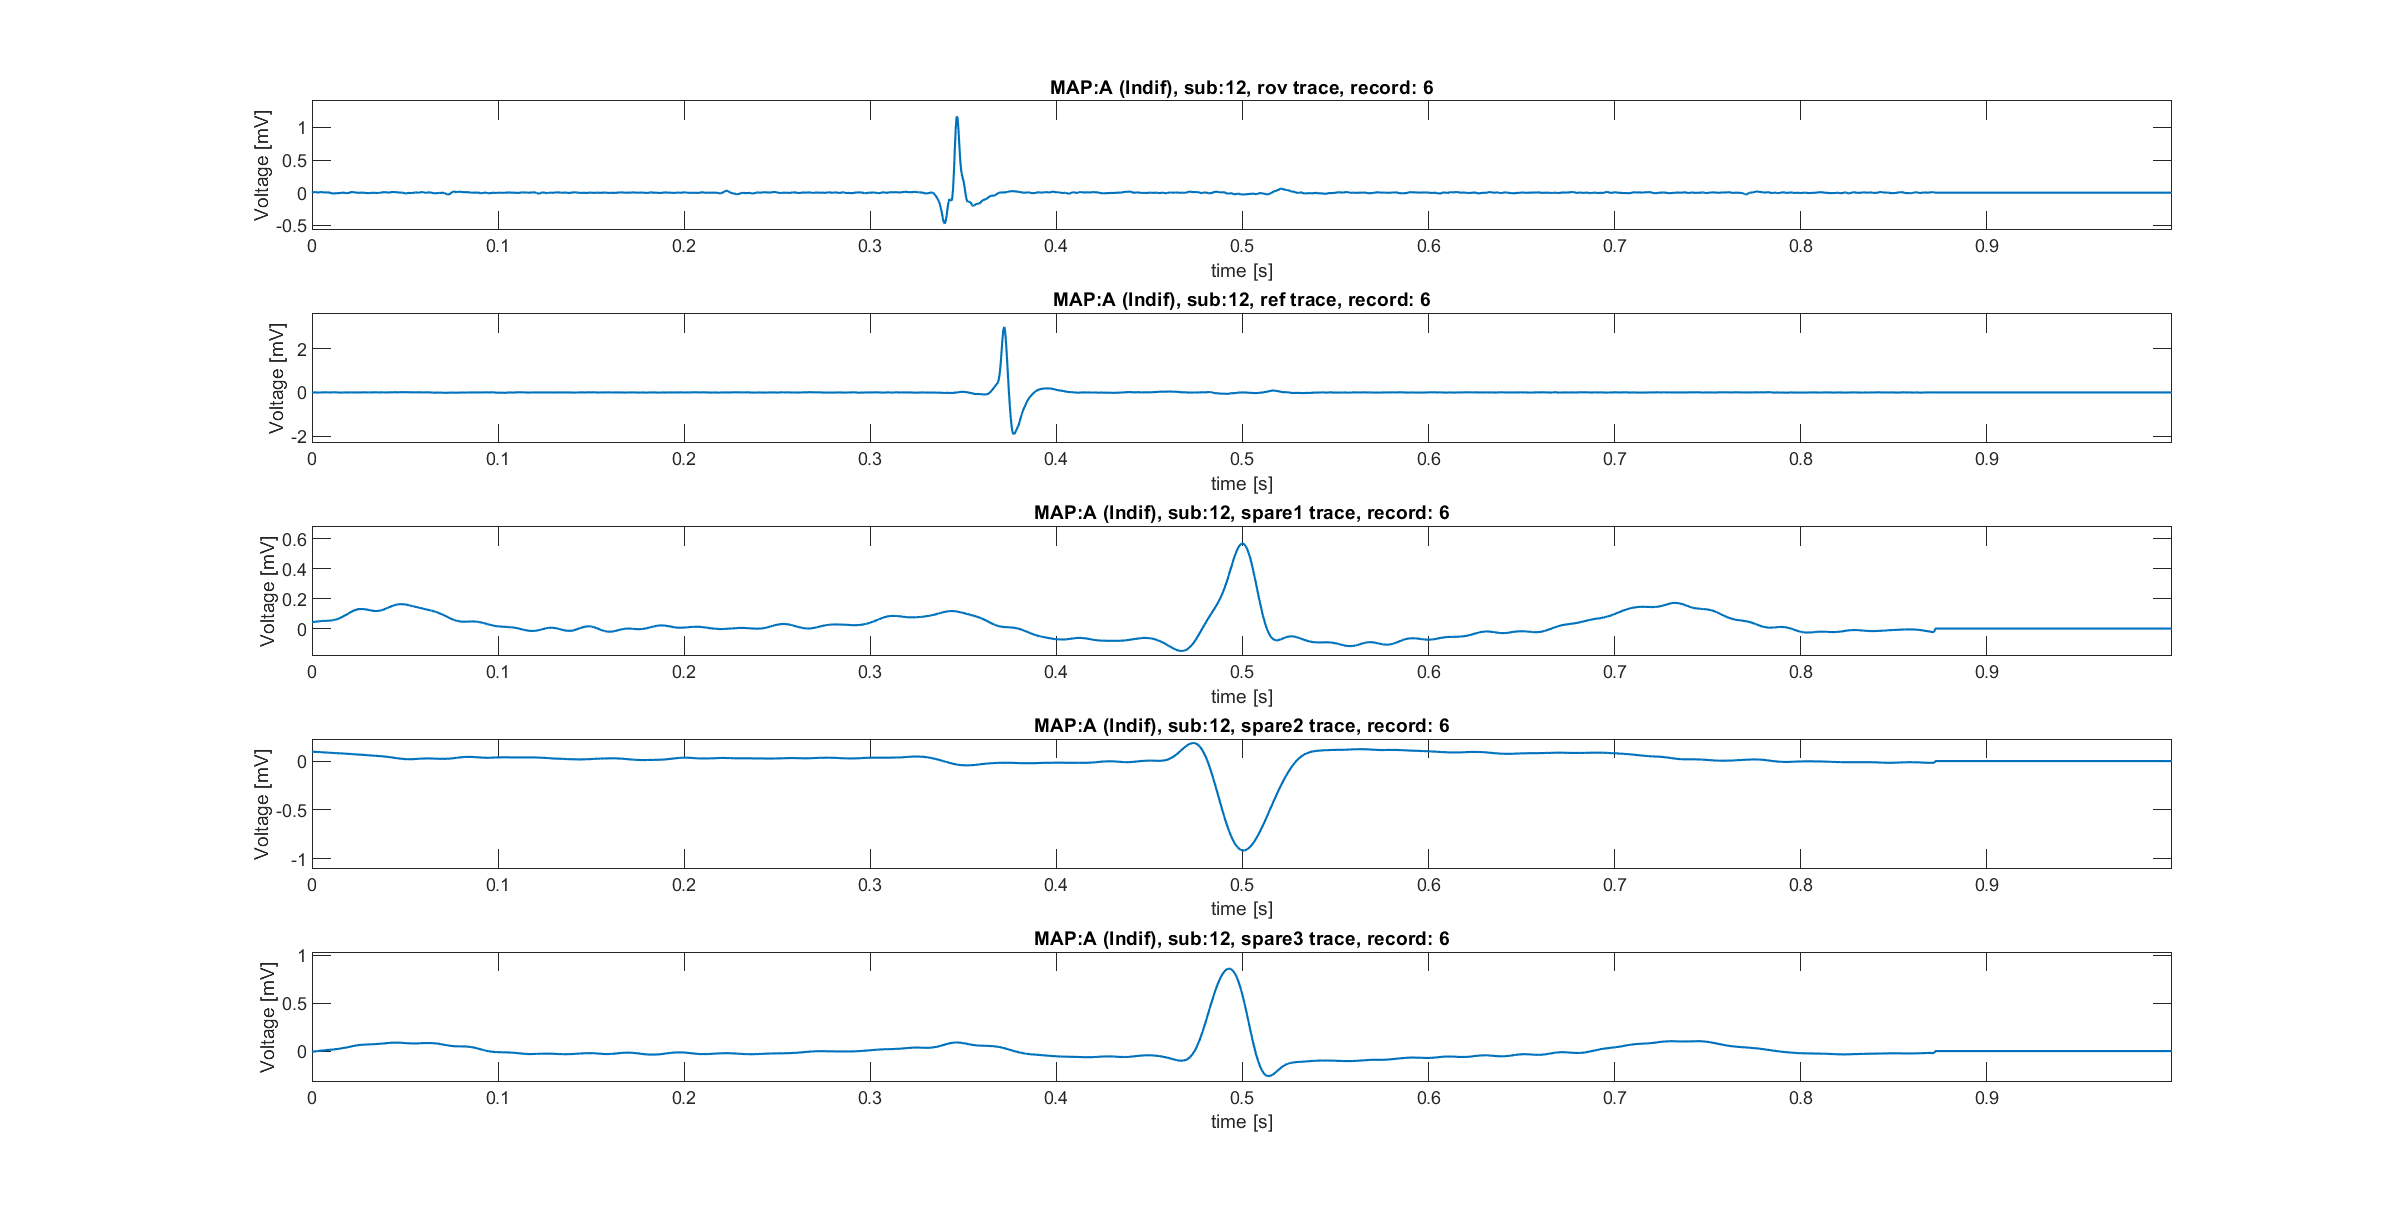 MAP:A (Indif), sub:12, rov trace, record: 6
Voltage [mV]
1
0.5
0
-0.5
0 0.1 0.2 0.3 0.4 0.5 0.6 0.7 0.8 0.9
time [s]
MAP:A (Indif), sub:12, ref trace, record: 6
Voltage [mV]
2
0
-2
0 0.1 0.2 0.3 0.4 0.5 0.6 0.7 0.8 0.9
time [s]
MAP:A (Indif), sub:12, spare1 trace, record: 6
Voltage [mV]
0.6
0.4
0.2
0
0 0.1 0.2 0.3 0.4 0.5 0.6 0.7 0.8 0.9
time [s]
MAP:A (Indif), sub:12, spare2 trace, record: 6
Voltage [mV]
0
-0.5
-1
0 0.1 0.2 0.3 0.4 0.5 0.6 0.7 0.8 0.9
time [s]
MAP:A (Indif), sub:12, spare3 trace, record: 6
Voltage [mV]
1
0.5
0
0 0.1 0.2 0.3 0.4 0.5 0.6 0.7 0.8 0.9
time [s]